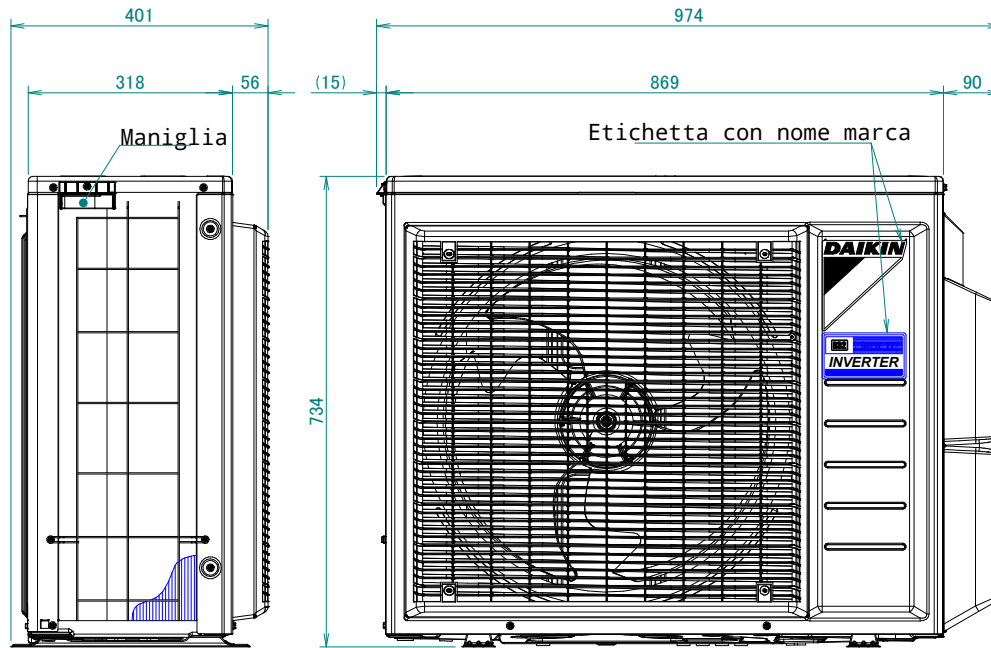 401
974
318
56
(15)
869
90
Maniglia
Etichetta con nome marca
DAIKIN
734
INVERTER